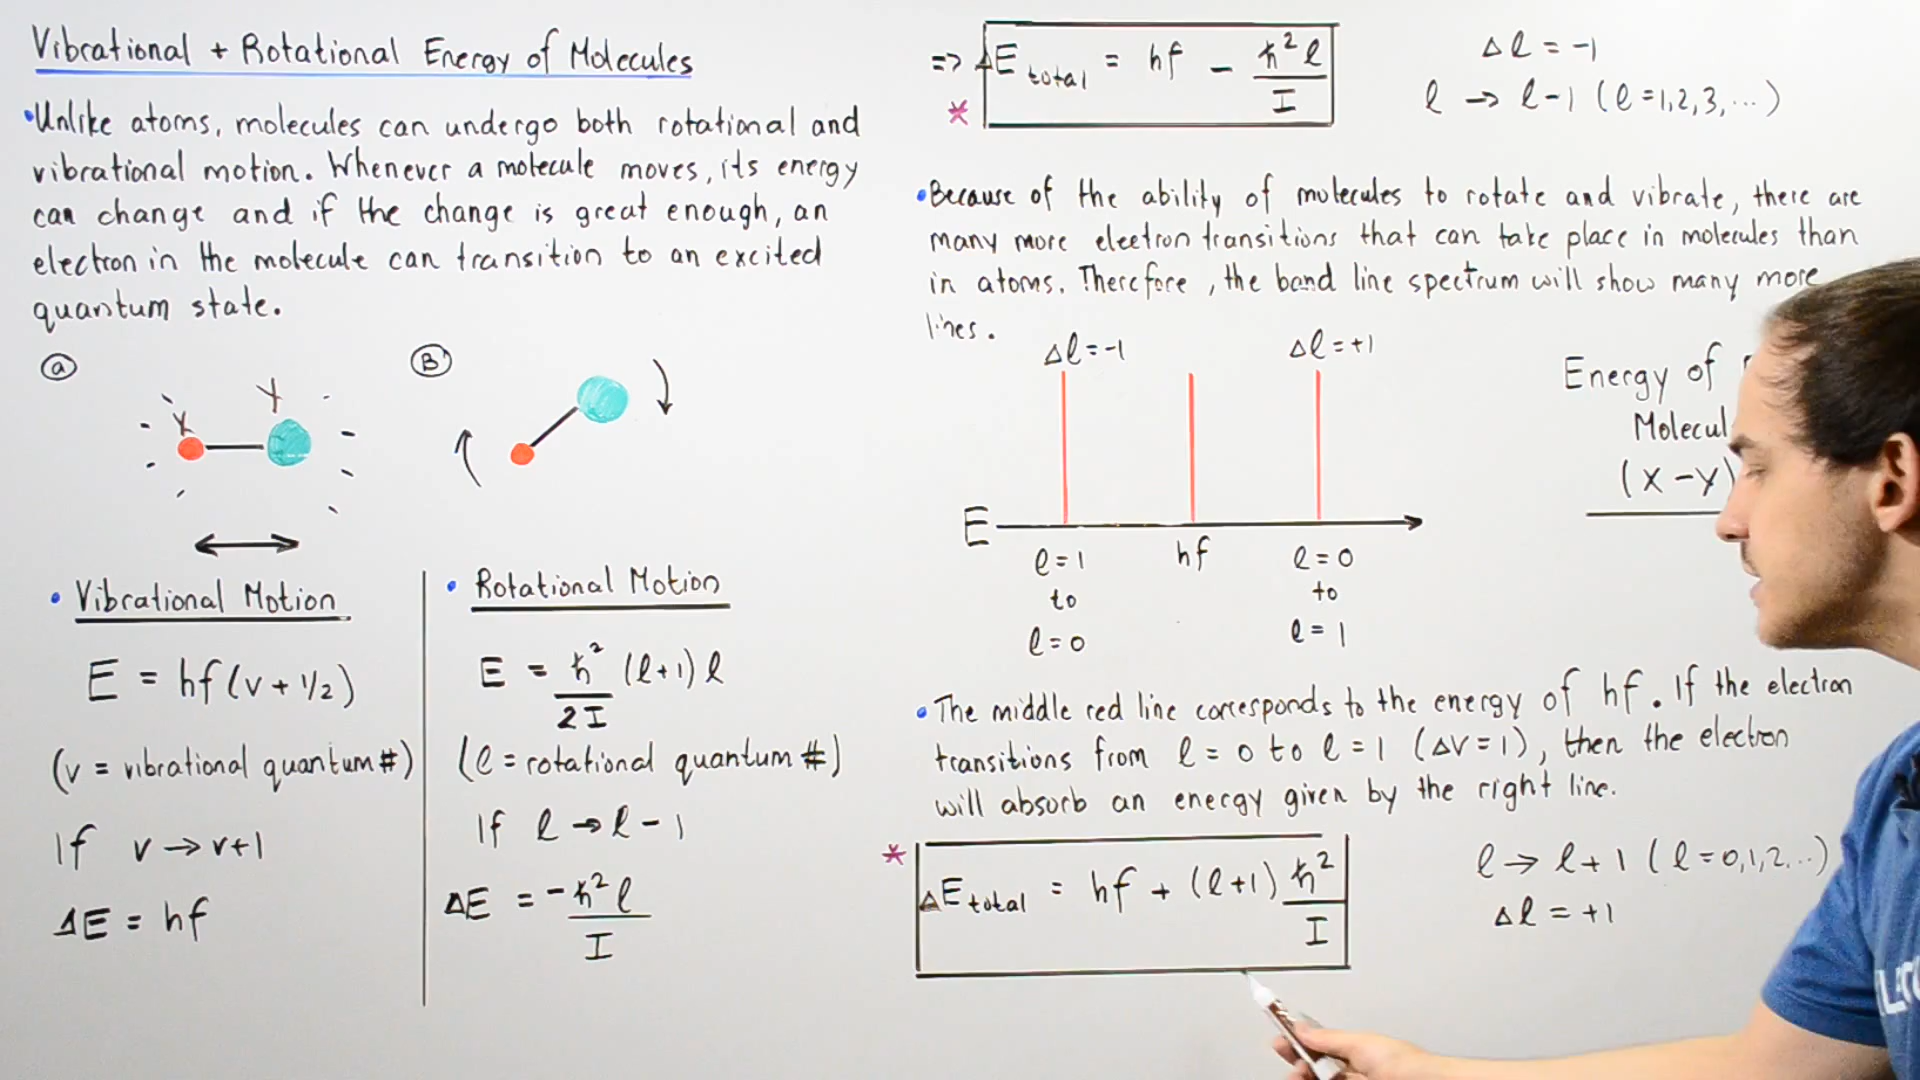 Vibrational + Rotational Energy of Molecules
• Unlike atoms, molecules can undergo both rotational and
vibrational motion. Whenever a molecule moves, its energy
can change and if the change is great enough, an
electron in the molecule can transition to an excited
quantum state.
ⓐ
X
Y
Ⓑ
• Vibrational Motion
E = hf(v + 1/2)
(v = vibrational quantum #)
If v → v+1
ΔE = hf
• Rotational Motion
E = ħ²/2I (ℓ+1) ℓ
(ℓ = rotational quantum #)
If ℓ → ℓ - 1
ΔE = -ħ²ℓ/I
=> ΔE total = hf - ħ²ℓ/I
*
Δℓ = -1
ℓ → ℓ-1 (ℓ=1,2,3,...)
• Because of the ability of molecules to rotate and vibrate, there are
many more electron transitions that can take place in molecules than
in atoms. Therefore, the band line spectrum will show many more
lines.
Δℓ=-1
Δℓ=+1
E
ℓ=1
to
ℓ=0
hf
ℓ=0
to
ℓ=1
Energy of
Molecul
(X-Y)
• The middle red line corresponds to the energy of hf. If the electron
transitions from ℓ=0 to ℓ=1 (ΔV=1), then the electron
will absorb an energy given by the right line.
*
ΔE total = hf + (ℓ+1) ħ²/I
ℓ → ℓ+1 (ℓ=0,1,2...)
Δℓ = +1